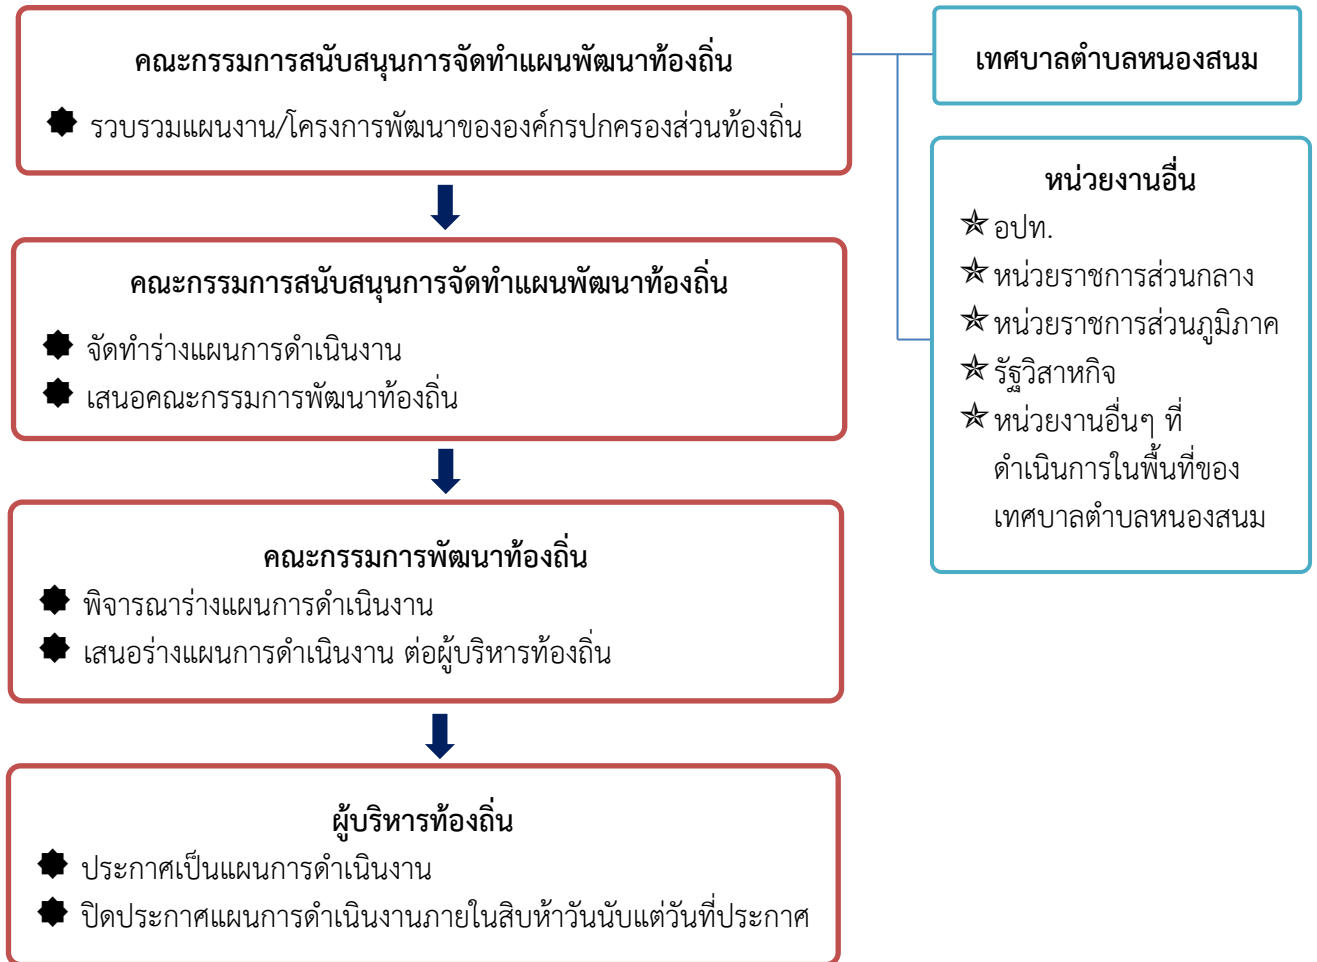 คณะกรรมการสนับสนุนการจัดทำแผนพัฒนาท้องถิ่น
รวบรวมแผนงาน/โครงการพัฒนาขององค์กรปกครองส่วนท้องถิ่น
เทศบาลตำบลหนองสนม
หน่วยงานอื่น
อปท.
หน่วยราชการส่วนกลาง
หน่วยราชการส่วนภูมิภาค
รัฐวิสาหกิจ
หน่วยงานอื่นๆ ที่
ดำเนินการในพื้นที่ของ
เทศบาลตำบลหนองสนม
คณะกรรมการสนับสนุนการจัดทำแผนพัฒนาท้องถิ่น
จัดทำร่างแผนการดำเนินงาน
เสนอคณะกรรมการพัฒนาท้องถิ่น
คณะกรรมการพัฒนาท้องถิ่น
พิจารณาร่างแผนการดำเนินงาน
เสนอร่างแผนการดำเนินงาน ต่อผู้บริหารท้องถิ่น
ผู้บริหารท้องถิ่น
ประกาศเป็นแผนการดำเนินงาน
ปิดประกาศแผนการดำเนินงานภายในสิบห้าวันนับแต่วันที่ประกาศ